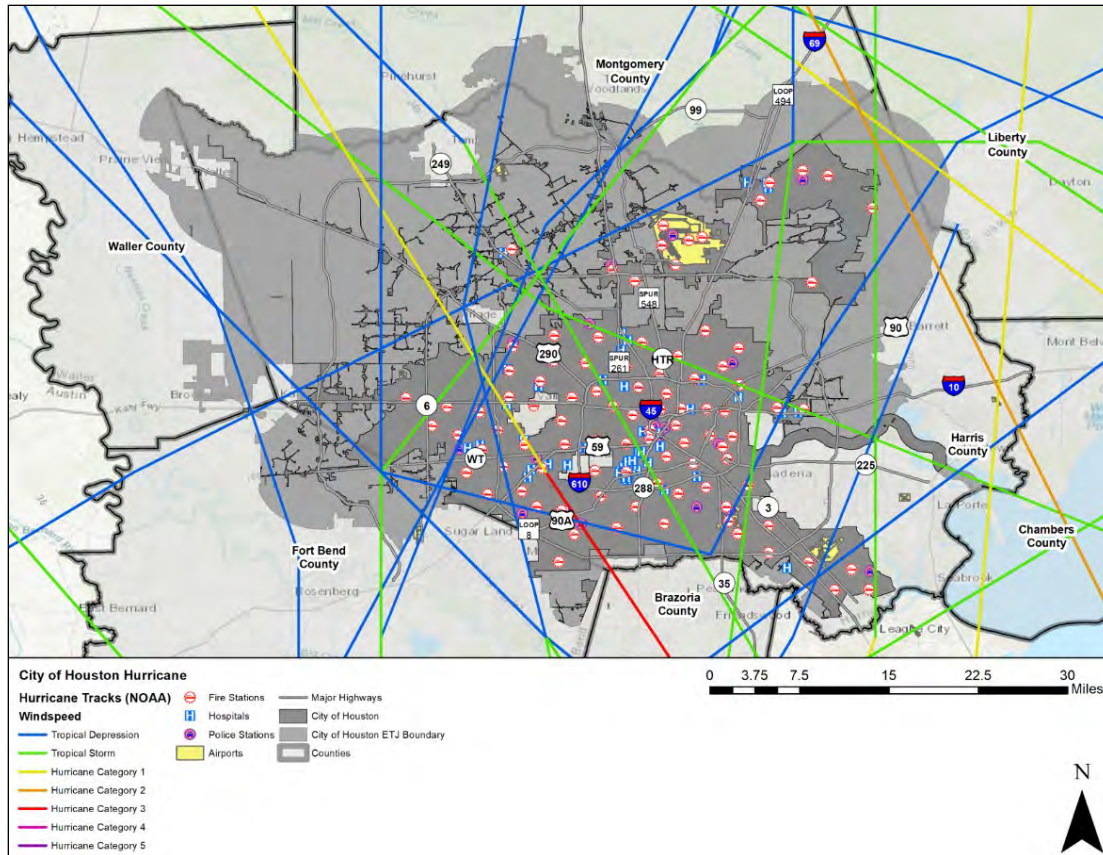 Pinehurst
Montgomery
County
Woodlands
69
LOOP
494
99
Hempstead
Liberty
County
Prairie View
249
Dayton
Waller County
SPUR
548
90
Barrett
290
HTR
Mont Belv
SPUR
261
10
6
45
Harris
County
59
WT
225
610
288
La Porte
3
90A
Sugar Land
LOOP
8
Chambers
County
Fort Bend
County
35
Seabrook
Rosenberg
Brazoria
County
East Bernard
Friendswood
League City
City of Houston Hurricane
Hurricane Tracks (NOAA)
Windspeed
Tropical Depression
Tropical Storm
Hurricane Category 1
Hurricane Category 2
Hurricane Category 3
Hurricane Category 4
Hurricane Category 5
Fire Stations
Hospitals
Police Stations
Airports
Major Highways
City of Houston
City of Houston ETJ Boundary
Counties
0 3.75 7.5 15 22.5 30
Miles
N